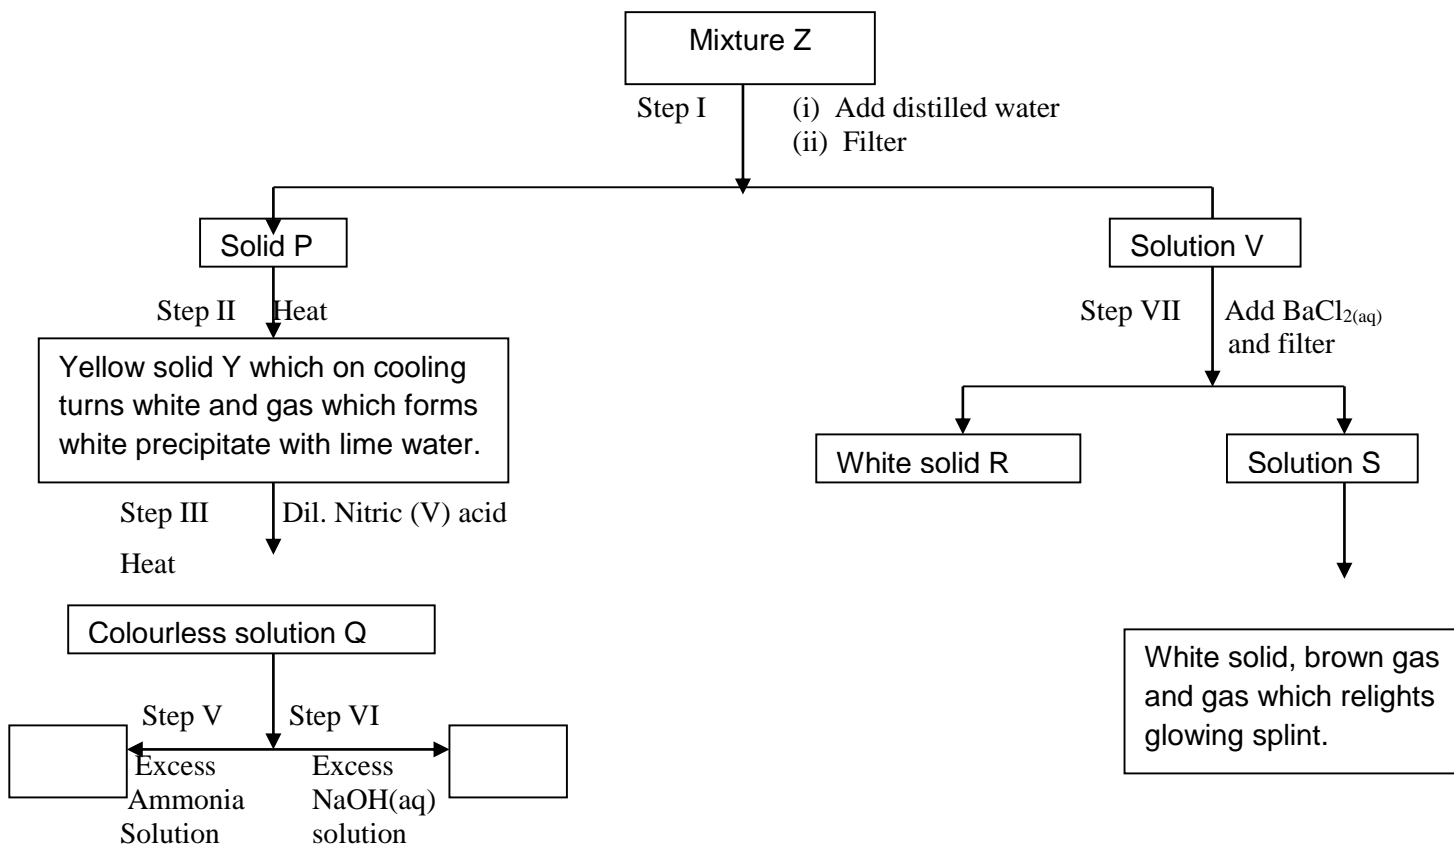 Mixture Z
Step I
(i) Add distilled water
(ii) Filter
Solid P
Solution V
Step II
Heat
Step VII
Add BaCl2(aq)
and filter
Yellow solid Y which on cooling
turns white and gas which forms
white precipitate with lime water.
White solid R
Solution S
Step III
Dil. Nitric (V) acid
Heat
Colourless solution Q
White solid, brown gas
and gas which relights
glowing splint.
Step V
Step VI
Excess
Ammonia
Solution
Excess
NaOH(aq)
solution